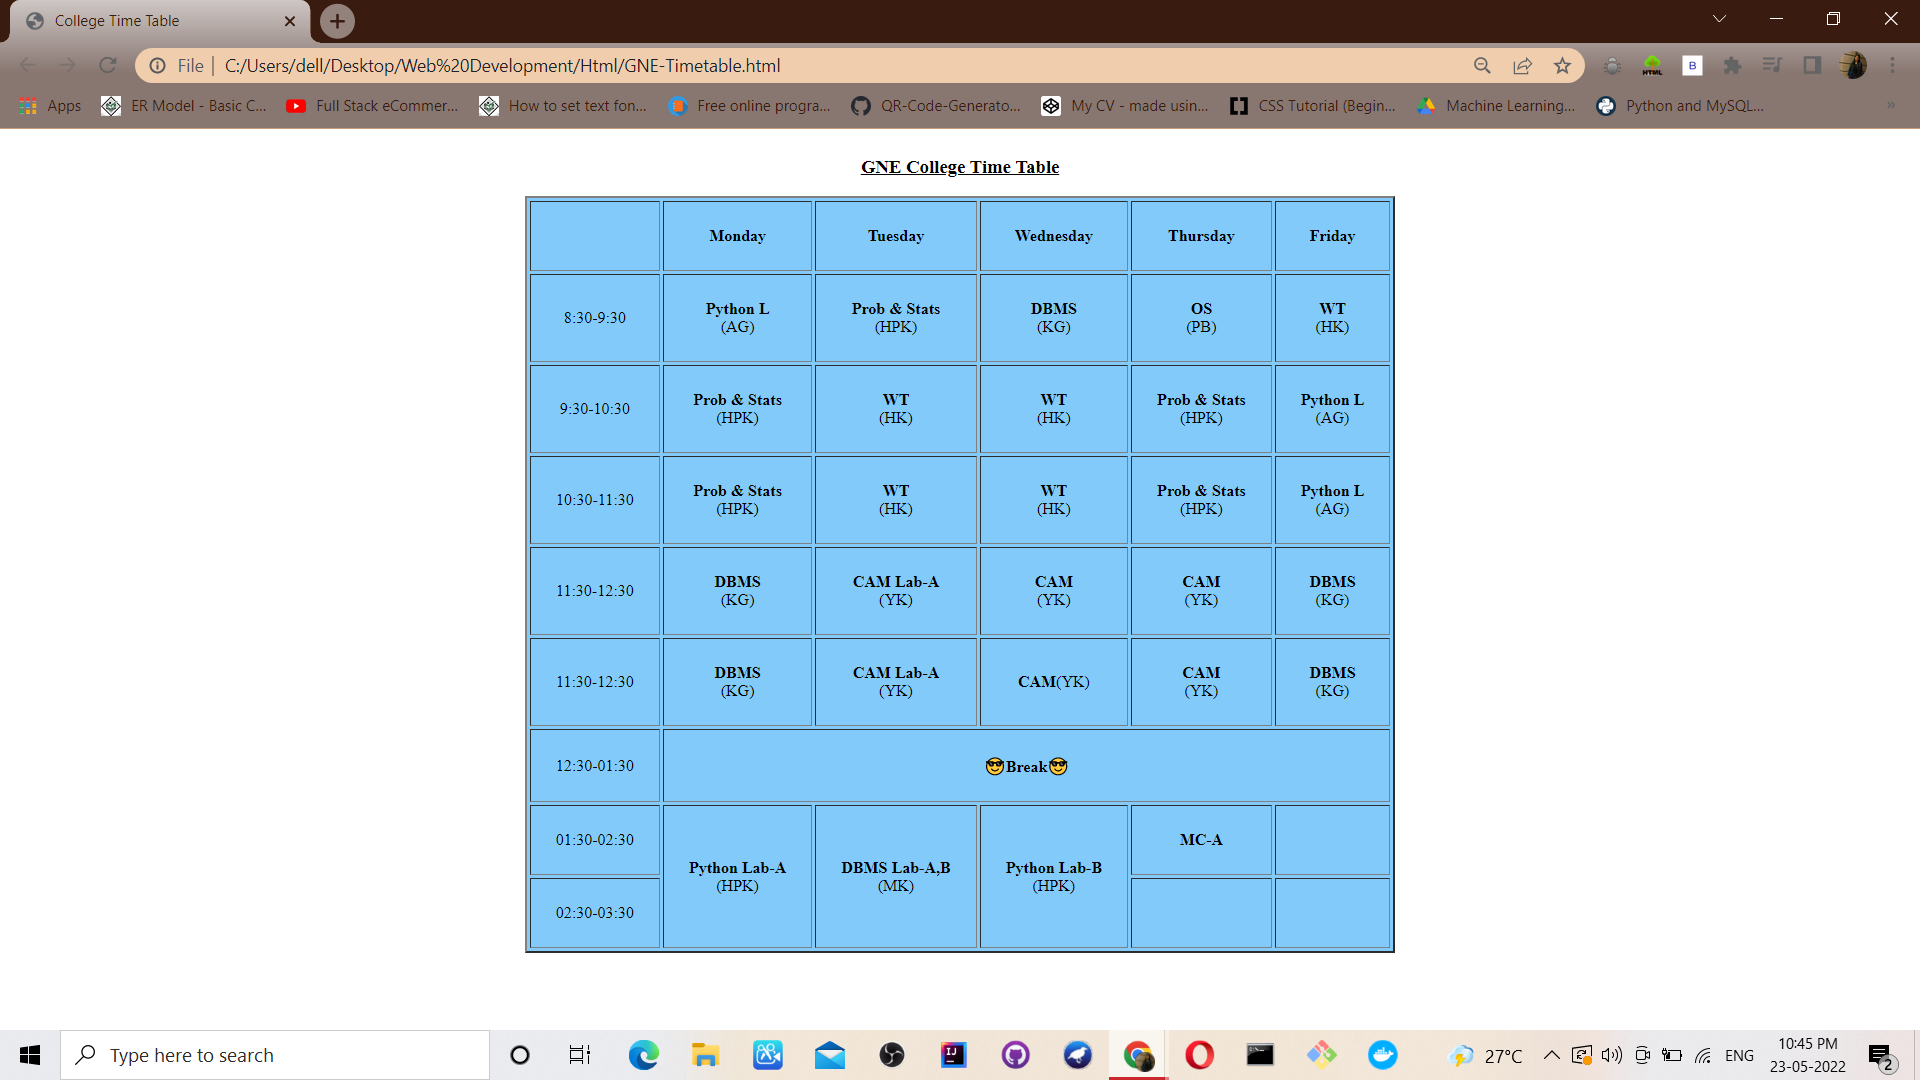 College Time Table
File | C:/Users/dell/Desktop/Web%20Development/Html/GNE-Timetable.html
HTML
B
Apps ER Model - Basic C... Full Stack eCommer... How to set text fon... Free online progra... QR-Code-Generato... My CV - made usin... CSS Tutorial (Begin... Machine Learning... Python and MySQL... »
GNE College Time Table
Monday Tuesday Wednesday Thursday Friday
8:30-9:30 Python L (AG) Prob & Stats (HPK) DBMS (KG) OS (PB) WT (HK)
9:30-10:30 Prob & Stats (HPK) WT (HK) WT (HK) Prob & Stats (HPK) Python L (AG)
10:30-11:30 Prob & Stats (HPK) WT (HK) WT (HK) Prob & Stats (HPK) Python L (AG)
11:30-12:30 DBMS (KG) CAM Lab-A (YK) CAM (YK) CAM (YK) DBMS (KG)
11:30-12:30 DBMS (KG) CAM Lab-A (YK) CAM(YK) CAM (YK) DBMS (KG)
12:30-01:30 😎Break😎
01:30-02:30 Python Lab-A (HPK) DBMS Lab-A,B (MK) Python Lab-B (HPK) MC-A
02:30-03:30
Type here to search
IJ
27°C
ENG
10:45 PM
23-05-2022
2